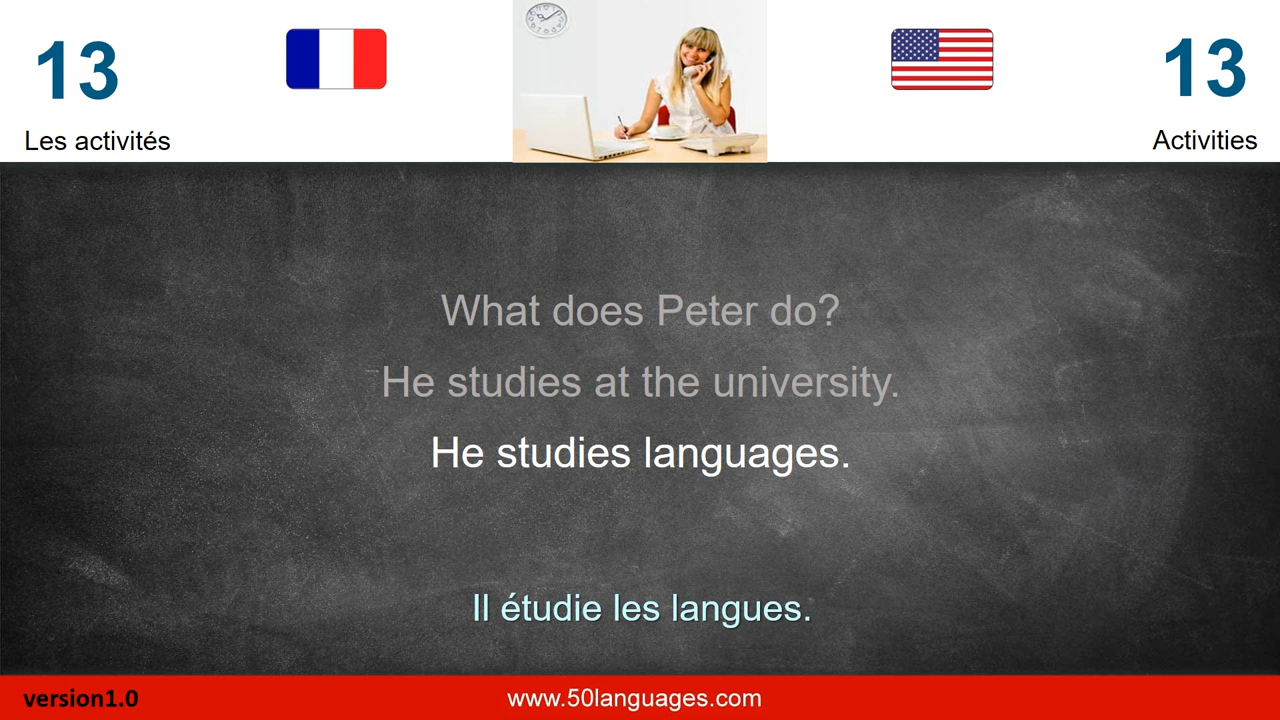 13
13
Les activités
Activities
What does Peter do?
He studies at the university.
He studies languages.
Il étudie les langues.
version1.0
www.50languages.com